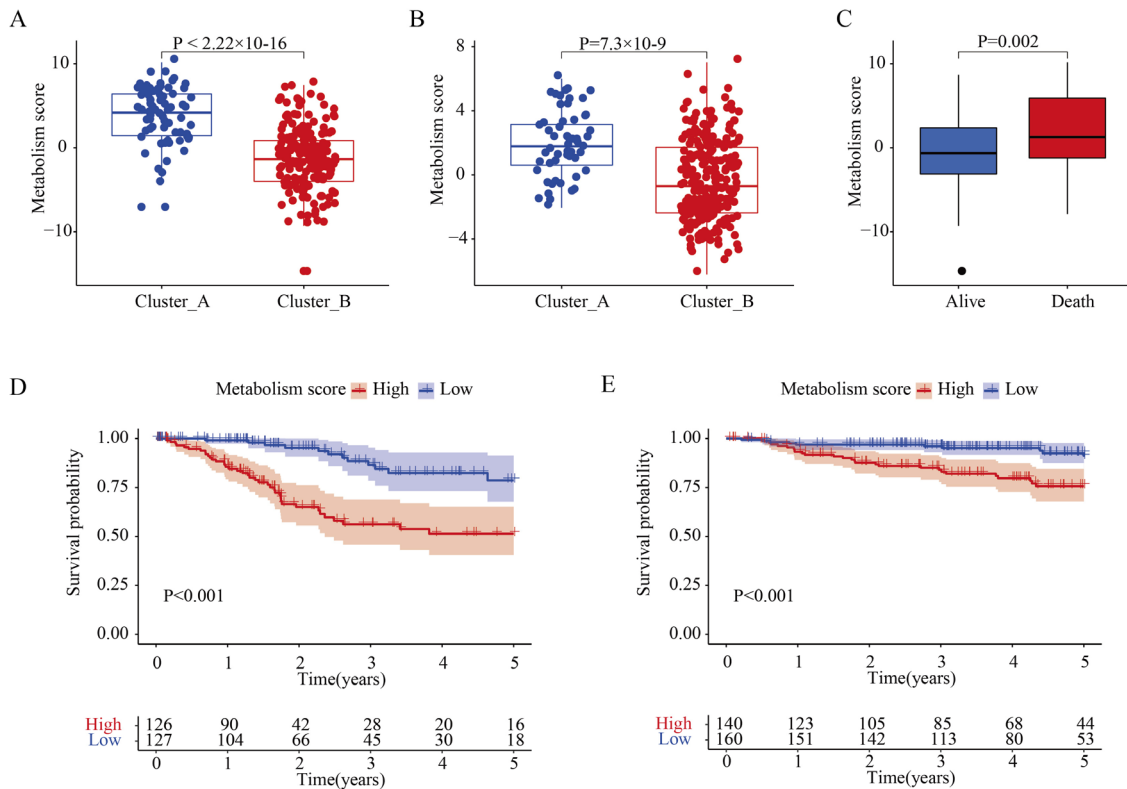 A
P < 2.22×10-16
Metabolism score
10
0
−10
Cluster_A Cluster_B
B
P=7.3×10-9
Metabolism score
8
4
0
−4
Cluster_A Cluster_B
C
P=0.002
Metabolism score
10
0
−10
Alive Death
D
Metabolism score High Low
Survival probability
1.00
0.75
0.50
0.25
0.00
P<0.001
0 1 2 3 4 5
Time(years)
High 126 90 42 28 20 16
Low 127 104 66 45 30 18
0 1 2 3 4 5
Time(years)
E
Metabolism score High Low
Survival probability
1.00
0.75
0.50
0.25
0.00
P<0.001
0 1 2 3 4 5
Time(years)
High 140 123 105 85 68 44
Low 160 151 142 113 80 53
0 1 2 3 4 5
Time(years)